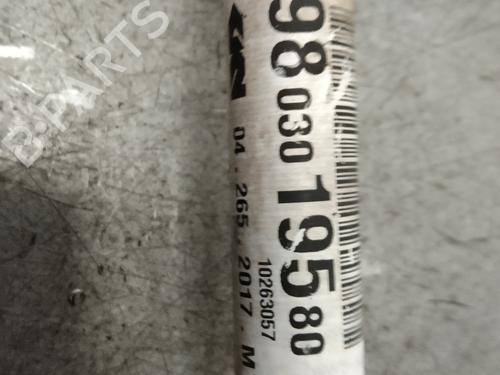 98 030 195 80
10263057
04 . 265 . 2017 . M
B-PARTS